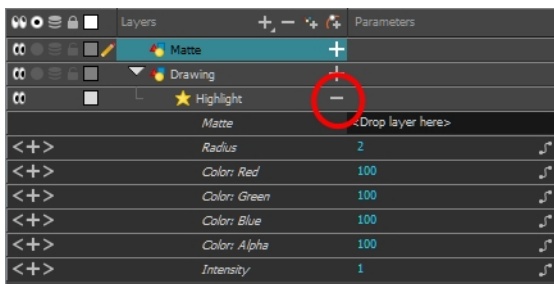 Layers Parameters
Matte
Drawing
Highlight
Matte <Drop layer here>
Radius 2
Color: Red 100
Color: Green 100
Color: Blue 100
Color: Alpha 100
Intensity 1